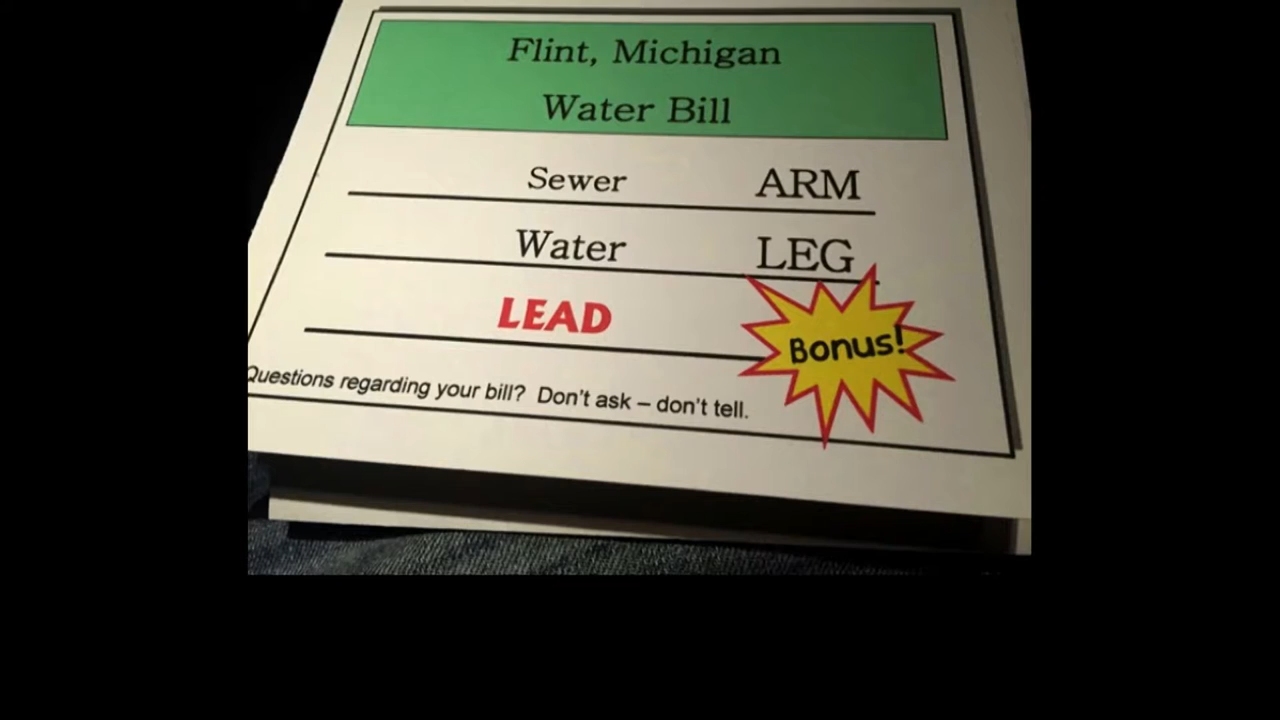 Flint, Michigan
Water Bill
Sewer ARM
Water LEG
LEAD Bonus!
Questions regarding your bill? Don't ask – don't tell.